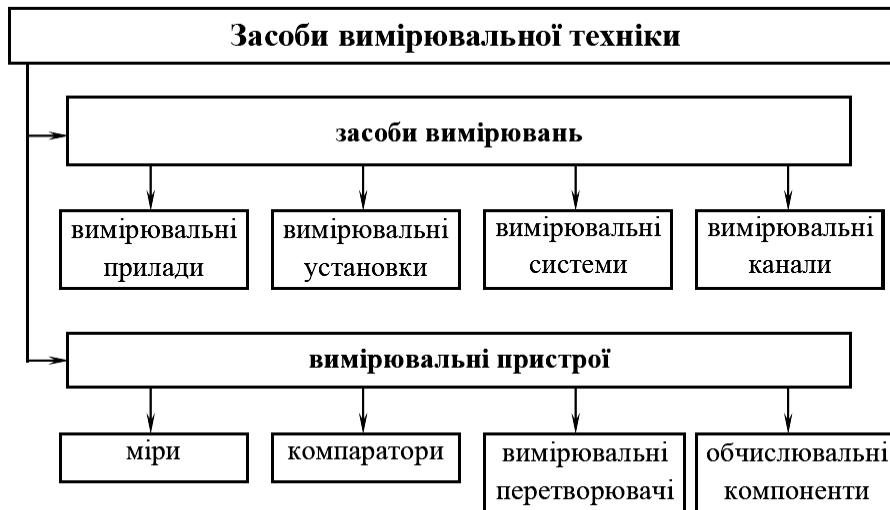 Засоби вимірювальної техніки
засоби вимірювань
вимірювальні
прилади
вимірювальні
установки
вимірювальні
системи
вимірювальні
канали
вимірювальні пристрої
міри
компаратори
вимірювальні
перетворювачі
обчислювальні
компоненти